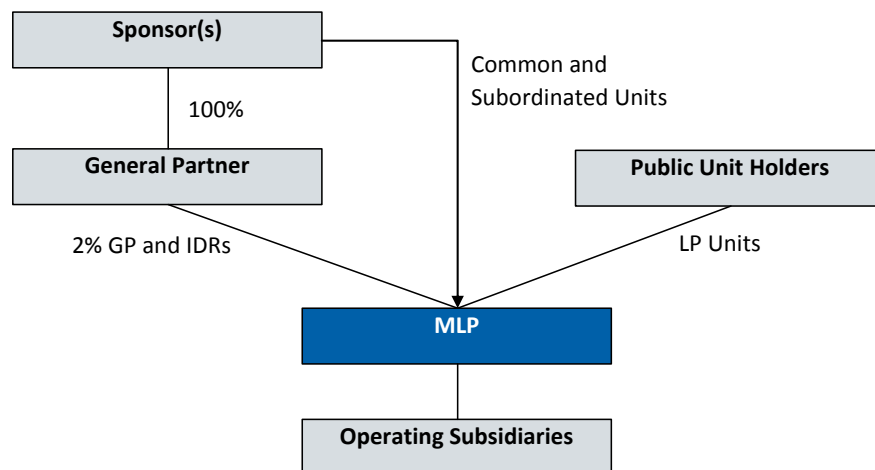 Sponsor(s)
Common and
Subordinated Units
100%
General Partner
Public Unit Holders
2% GP and IDRs
LP Units
MLP
Operating Subsidiaries